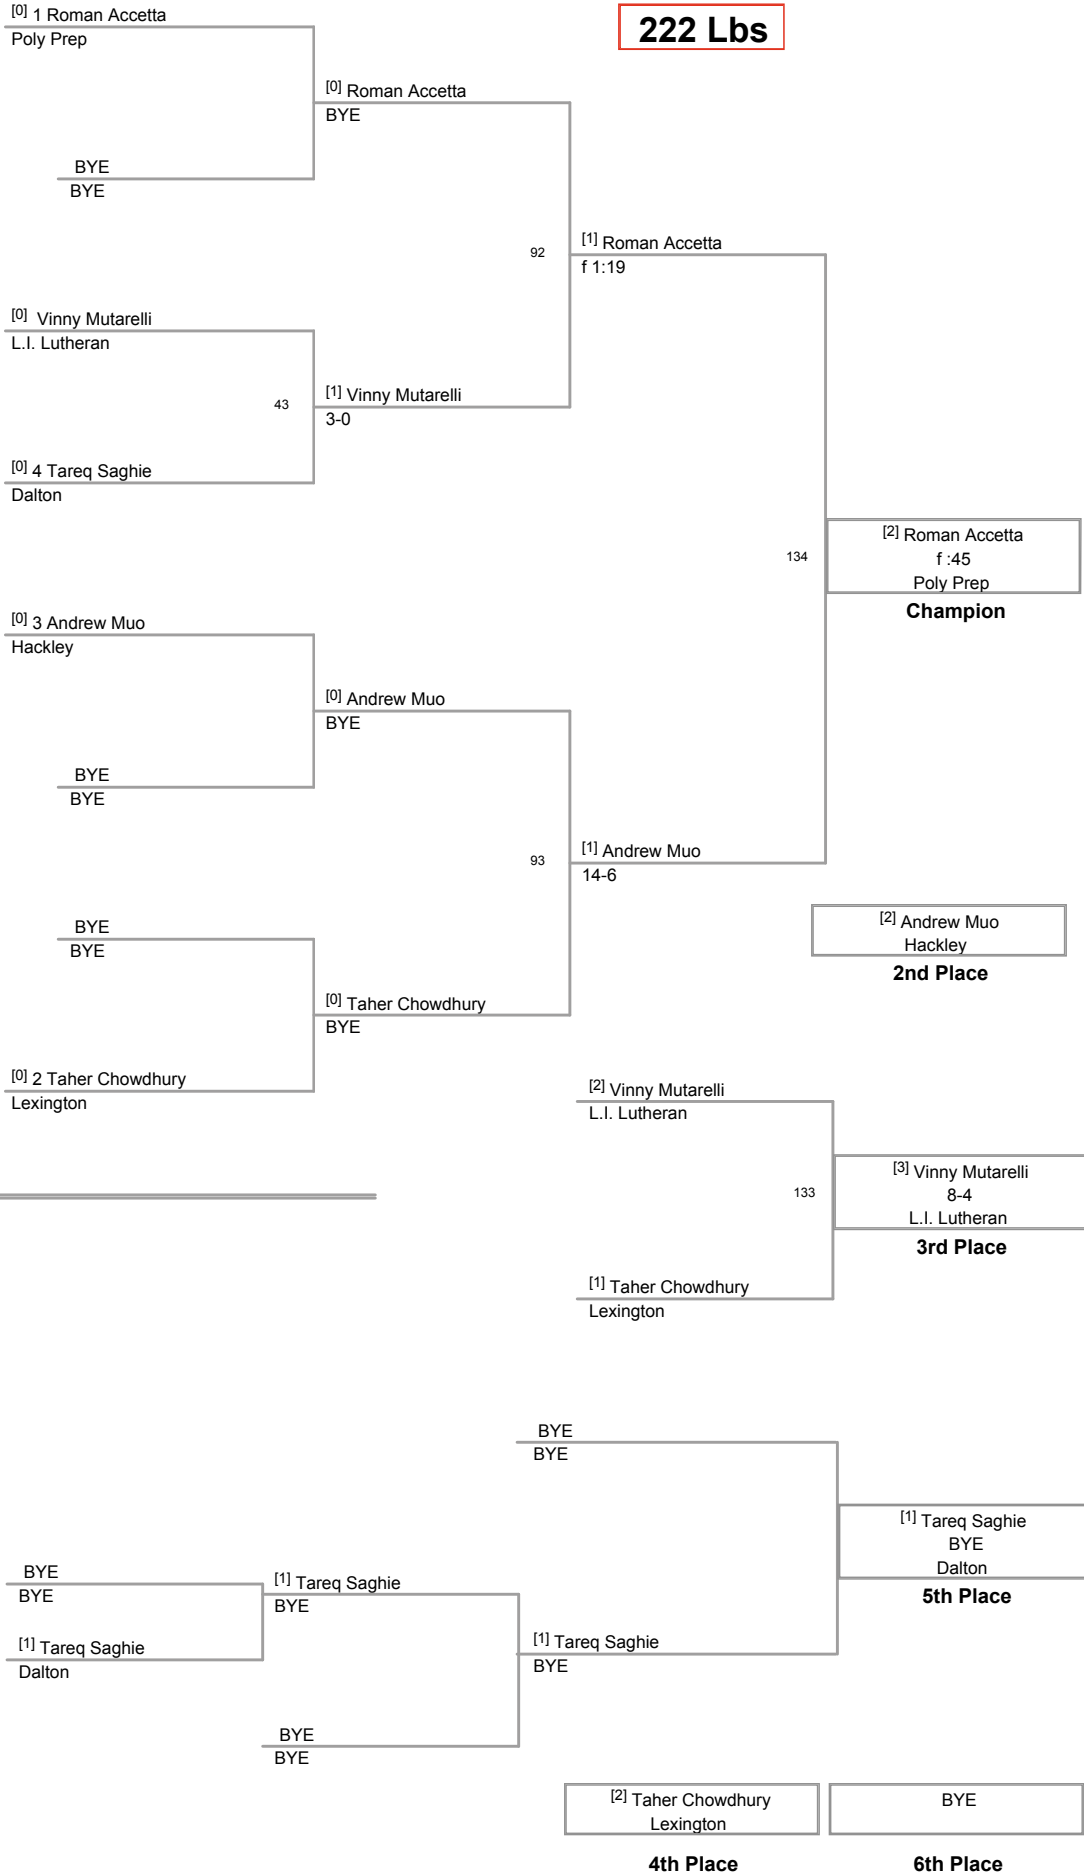 222 Lbs
[0] 1 Roman Accetta
Poly Prep
[0] Roman Accetta
BYE
BYE
BYE
[1] Roman Accetta
f 1:19
92
[0] Vinny Mutarelli
L.I. Lutheran
[1] Vinny Mutarelli
3-0
43
[0] 4 Tareq Saghie
Dalton
[2] Roman Accetta
f :45
Poly Prep
Champion
134
[0] 3 Andrew Muo
Hackley
[0] Andrew Muo
BYE
BYE
BYE
[1] Andrew Muo
14-6
93
BYE
BYE
[2] Andrew Muo
Hackley
2nd Place
[0] Taher Chowdhury
BYE
[0] 2 Taher Chowdhury
Lexington
[2] Vinny Mutarelli
L.I. Lutheran
[3] Vinny Mutarelli
8-4
L.I. Lutheran
3rd Place
133
[1] Taher Chowdhury
Lexington
BYE
BYE
[1] Tareq Saghie
BYE
Dalton
5th Place
BYE
BYE
[1] Tareq Saghie
BYE
[1] Tareq Saghie
Dalton
[1] Tareq Saghie
BYE
BYE
BYE
[2] Taher Chowdhury
Lexington
4th Place
BYE
6th Place